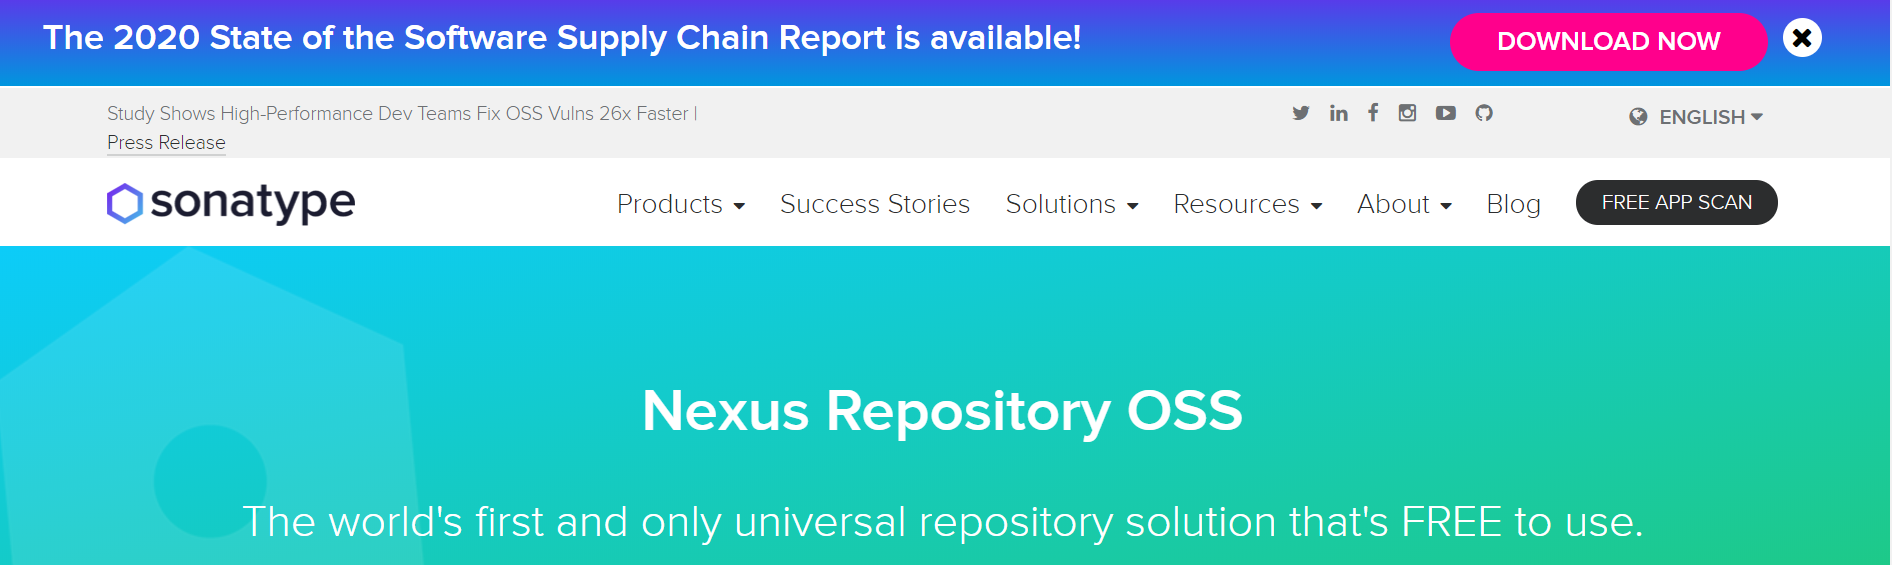 The 2020 State of the Software Supply Chain Report is available!
DOWNLOAD NOW
Study Shows High-Performance Dev Teams Fix OSS Vulns 26x Faster |
Press Release
ENGLISH
sonatype
Products
Success Stories
Solutions
Resources
About
Blog
FREE APP SCAN
Nexus Repository OSS
The world's first and only universal repository solution that's FREE to use.